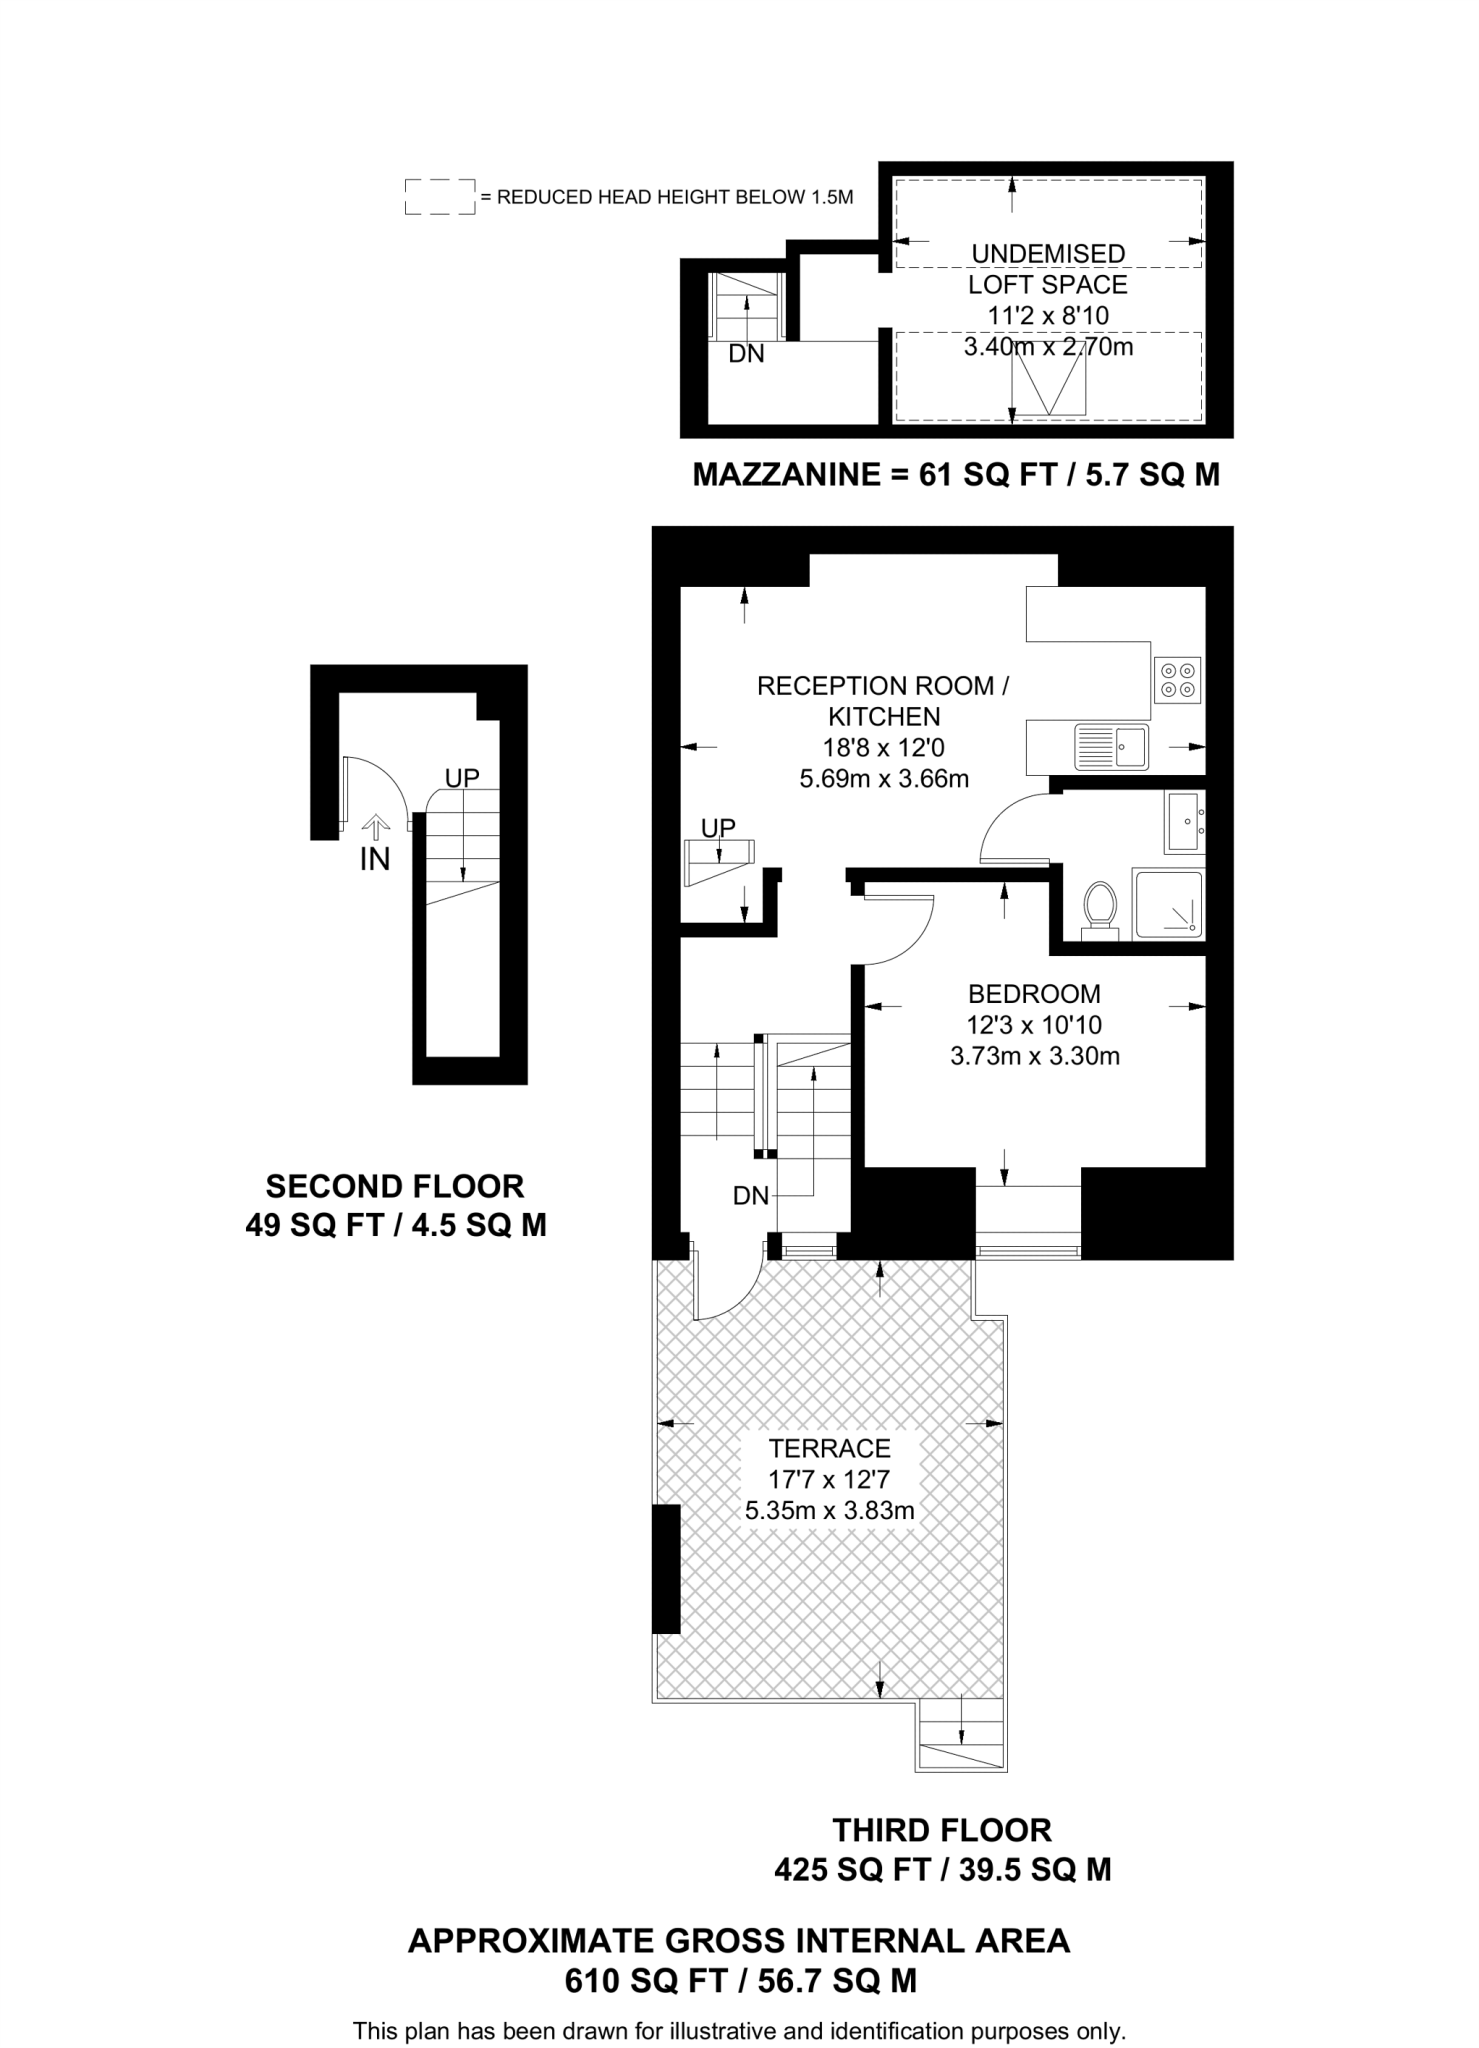 = REDUCED HEAD HEIGHT BELOW 1.5M
UNDEMISED
LOFT SPACE
11'2 x 8'10
3.40m x 2.70m
DN
MAZZANINE = 61 SQ FT / 5.7 SQ M
RECEPTION ROOM /
KITCHEN
18'8 x 12'0
5.69m x 3.66m
UP
UP
IN
BEDROOM
12'3 x 10'10
3.73m x 3.30m
DN
SECOND FLOOR
49 SQ FT / 4.5 SQ M
TERRACE
17'7 x 12'7
5.35m x 3.83m
THIRD FLOOR
425 SQ FT / 39.5 SQ M
APPROXIMATE GROSS INTERNAL AREA
610 SQ FT / 56.7 SQ M
This plan has been drawn for illustrative and identification purposes only.